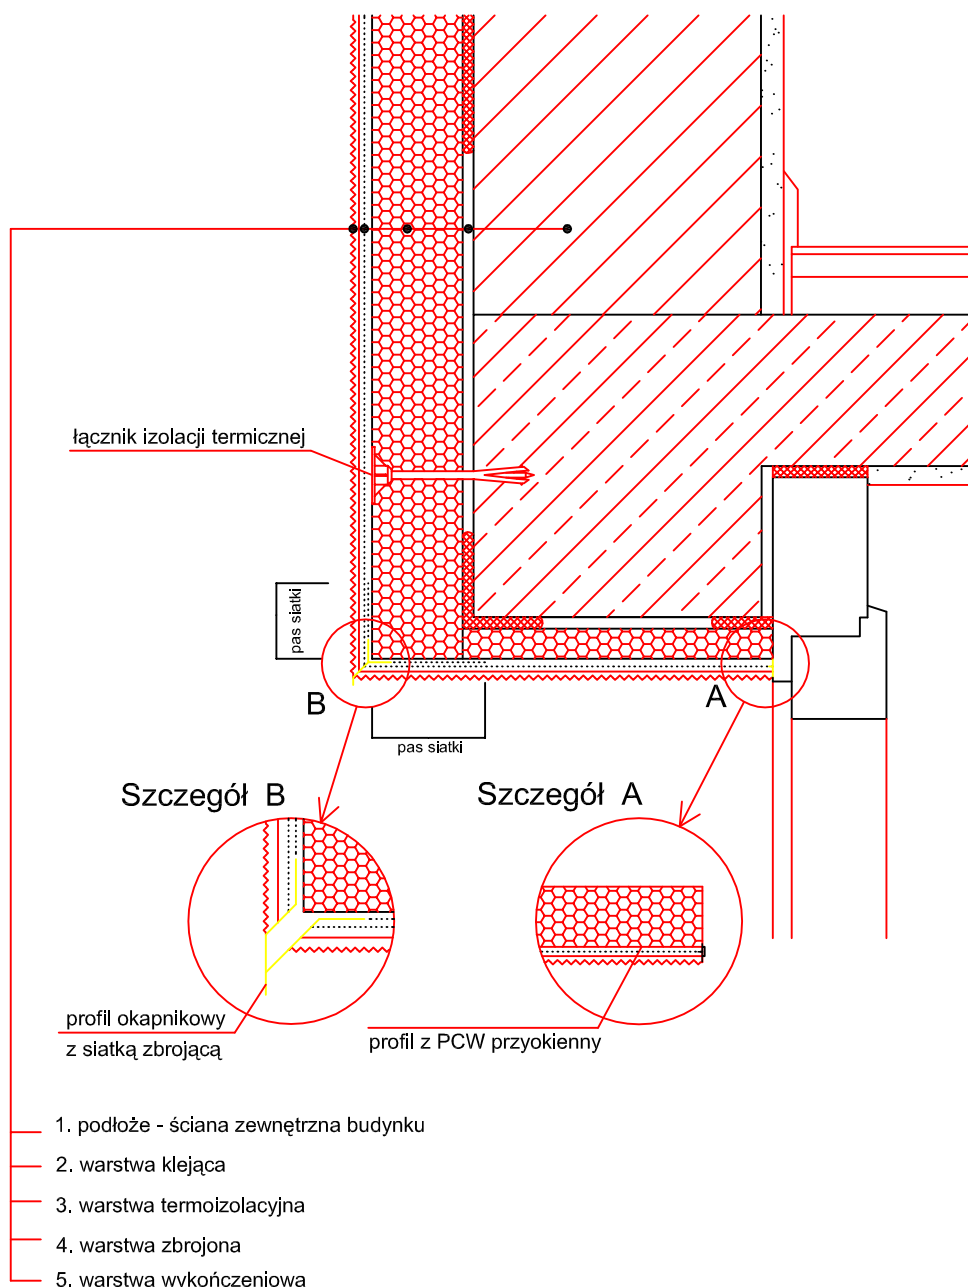 łącznik izolacji termicznej
pas siatki
B
A
pas siatki
Szczegół B
Szczegół A
profil okapnikowy
z siatką zbrojącą
profil z PCW przyokienny
1. podłoże - ściana zewnętrzna budynku
2. warstwa klejąca
3. warstwa termoizolacyjna
4. warstwa zbrojona
5. warstwa wykończeniowa